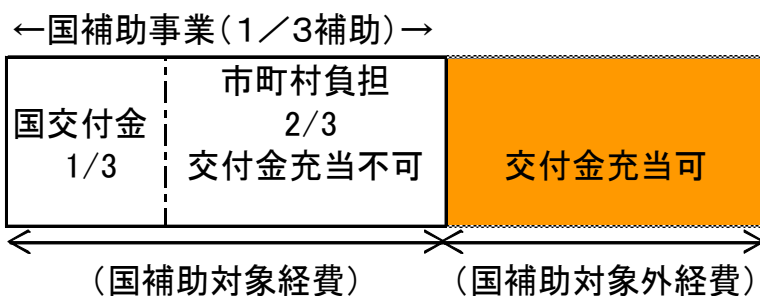 ←国補助事業(１／３補助)→
国交付金
1/3
市町村負担
2/3
交付金充当不可
交付金充当可
(国補助対象経費)
(国補助対象外経費)